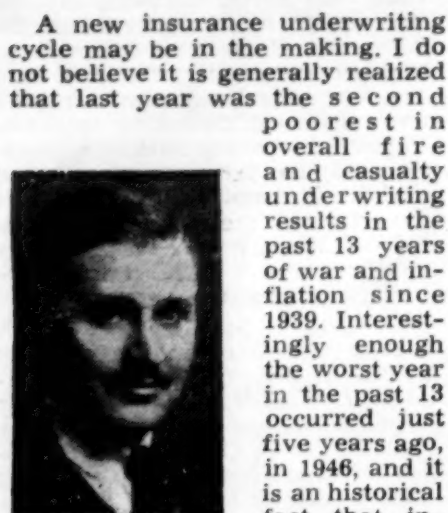 A new insurance underwriting
cycle may be in the making. I do
not believe it is generally realized
that last year was the second
poorest in
overall fire
and casualty
underwriting
results in the
past 13 years
of war and in-
flation since
1939. Interest-
ingly enough
the worst year
in the past 13
occurred just
five years ago,
in 1946, and it
is an historical
fact that in-